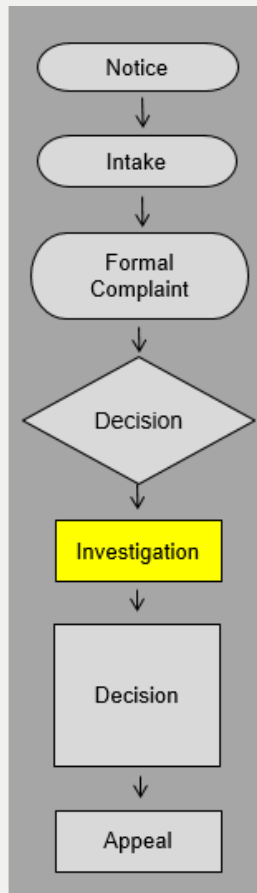 Notice
Intake
Formal
Complaint
Decision
Investigation
Decision
Appeal